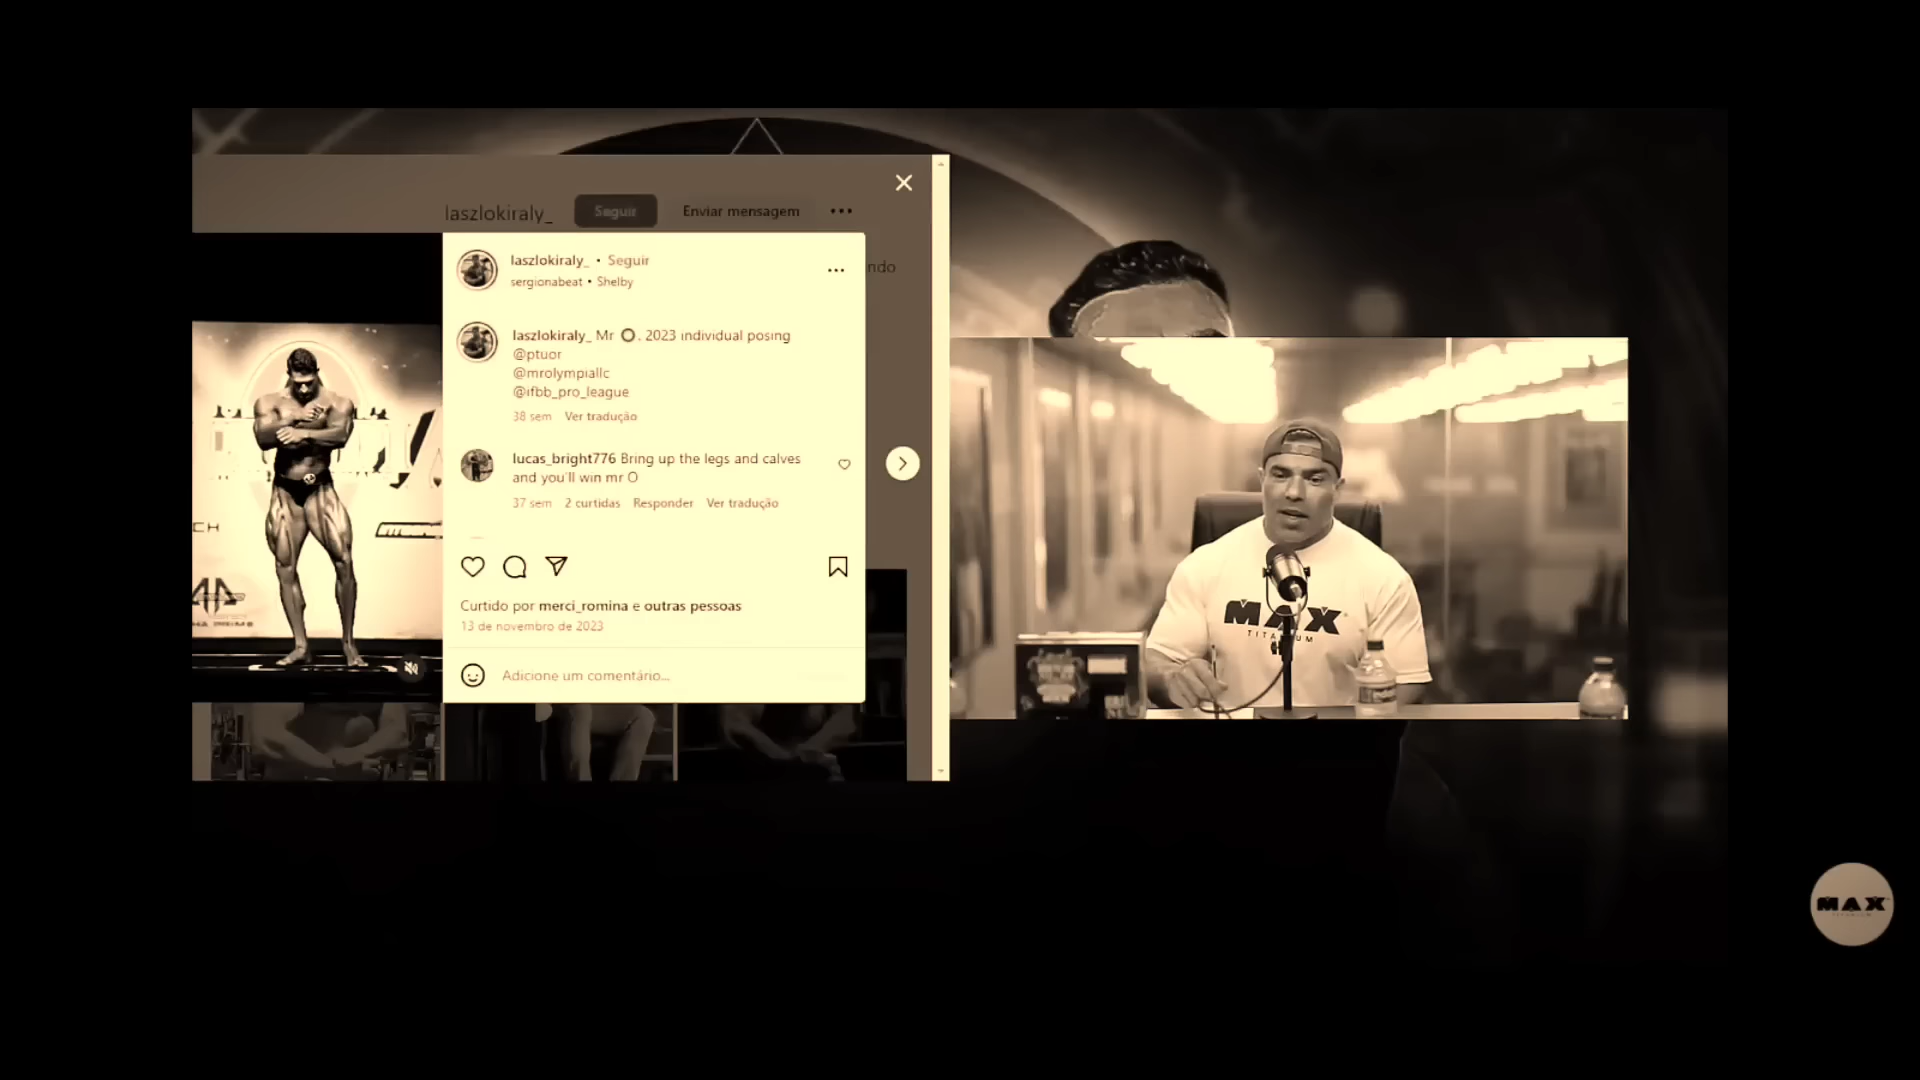 laszlokiraly_ Seguir Enviar mensagem
ndo
laszlokiraly_ • Seguir
sergionabeat • Shelby
laszlokiraly_ Mr ⭕. 2023 individual posing
@ptuor
@mrolympiallc
@ifbb_pro_league
38 sem Ver tradução
lucas_bright776 Bring up the legs and calves
and you'll win mr O
37 sem 2 curtidas Responder Ver tradução
Curtido por merci_romina e outras pessoas
13 de novembro de 2023
Adicione um comentário...
CH
MAX
TITANIUM
MAX